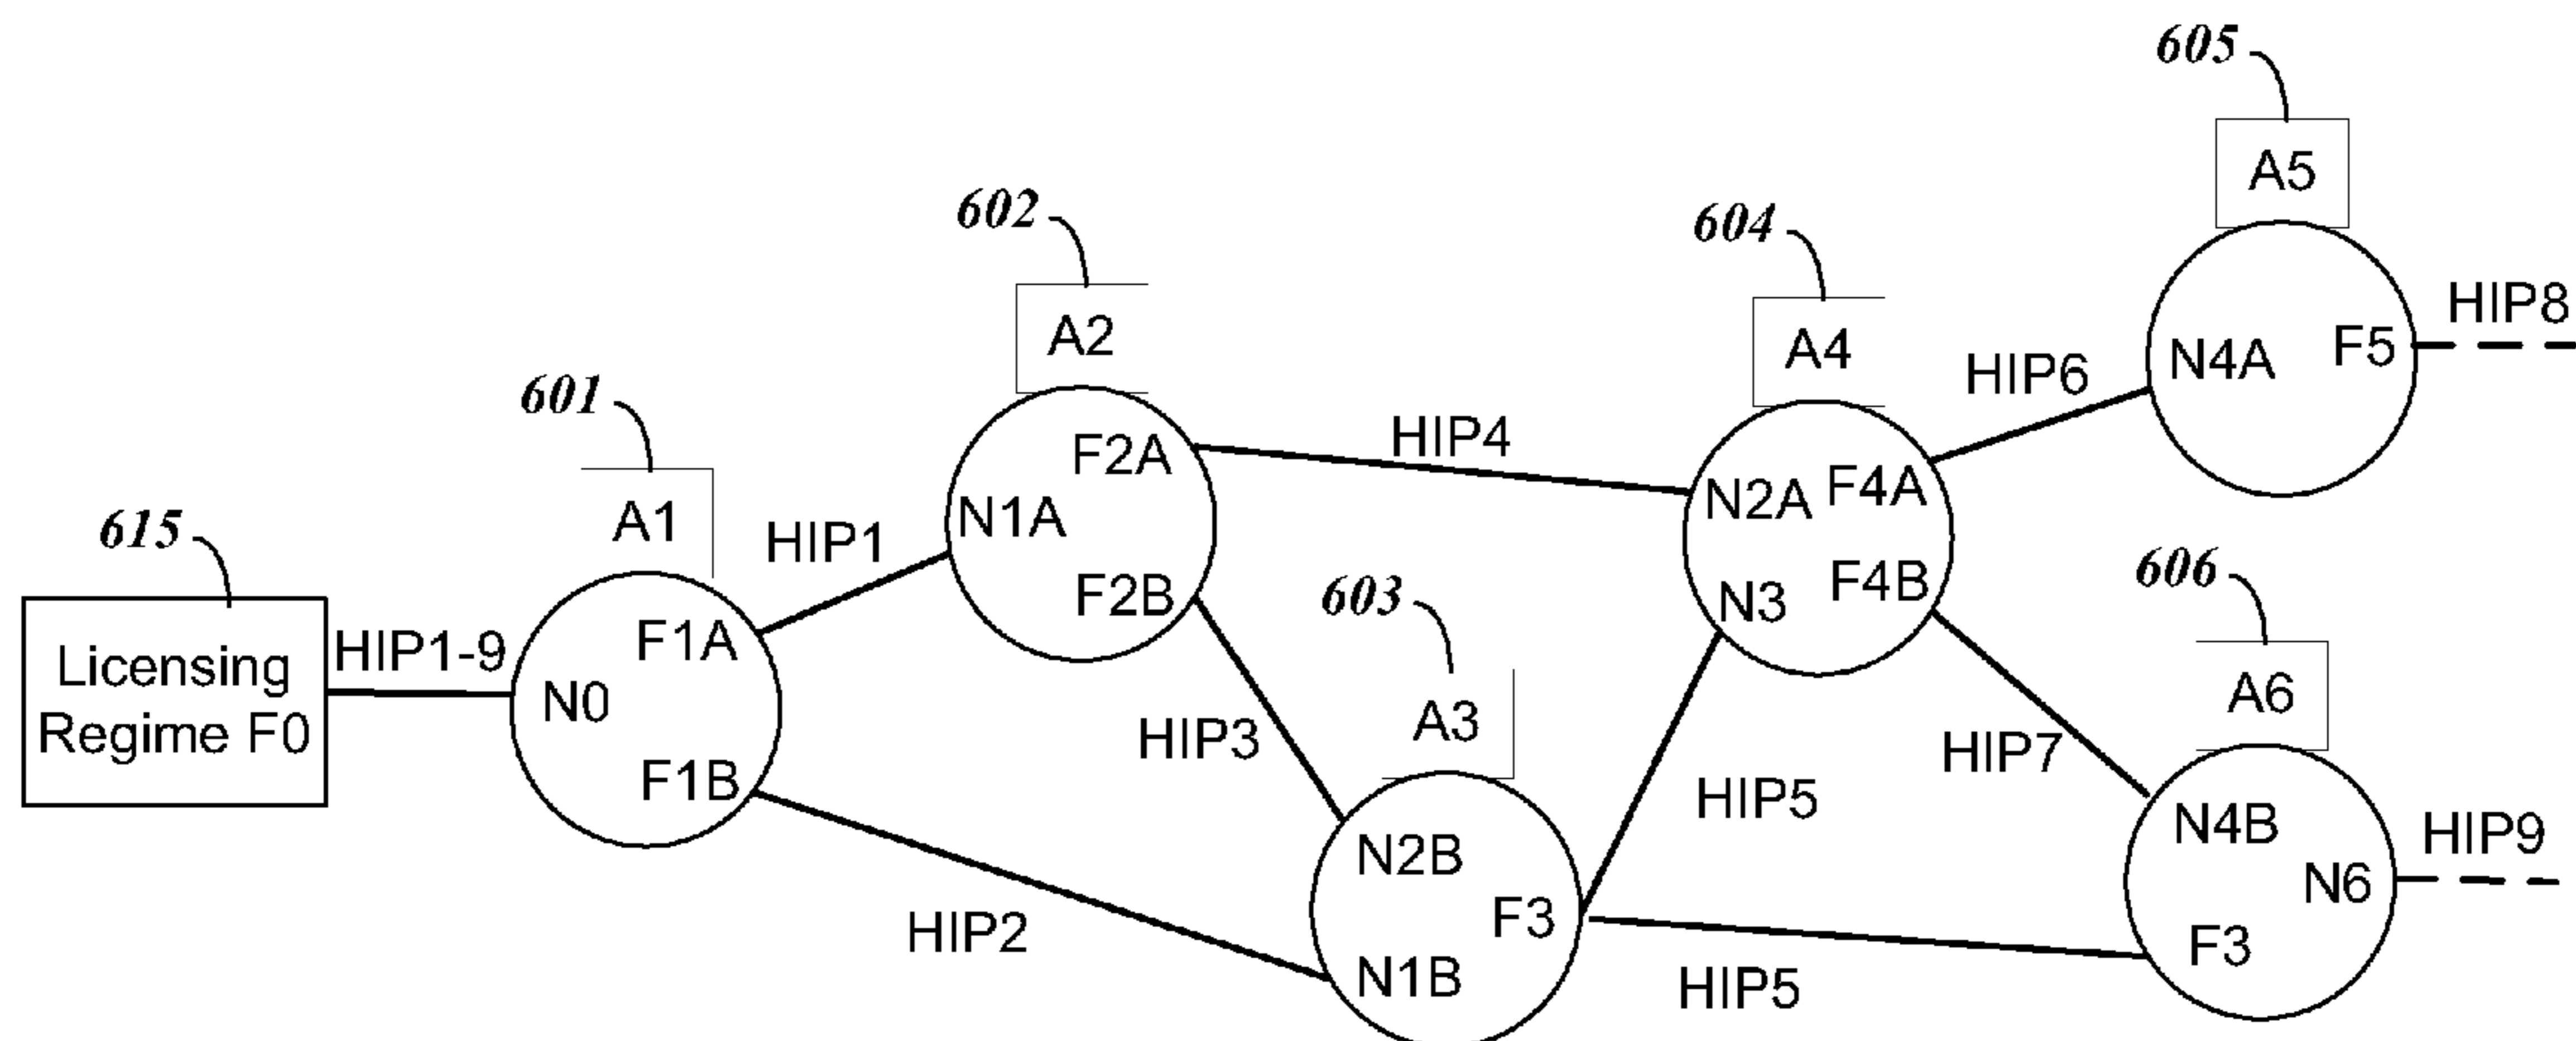 605
A5
HIP8
602
604
N4A F5
A2
A4
HIP6
601
HIP4
F2A
606
A1
HIP1
N1A
N2A F4A
615
603
F2B
N3
F4B
A6
Licensing
Regime F0
HIP1-9
F1A
N0
F1B
HIP3
A3
HIP5
HIP7
N4B
HIP9
N2B
N6
HIP2
F3
F3
N1B
HIP5